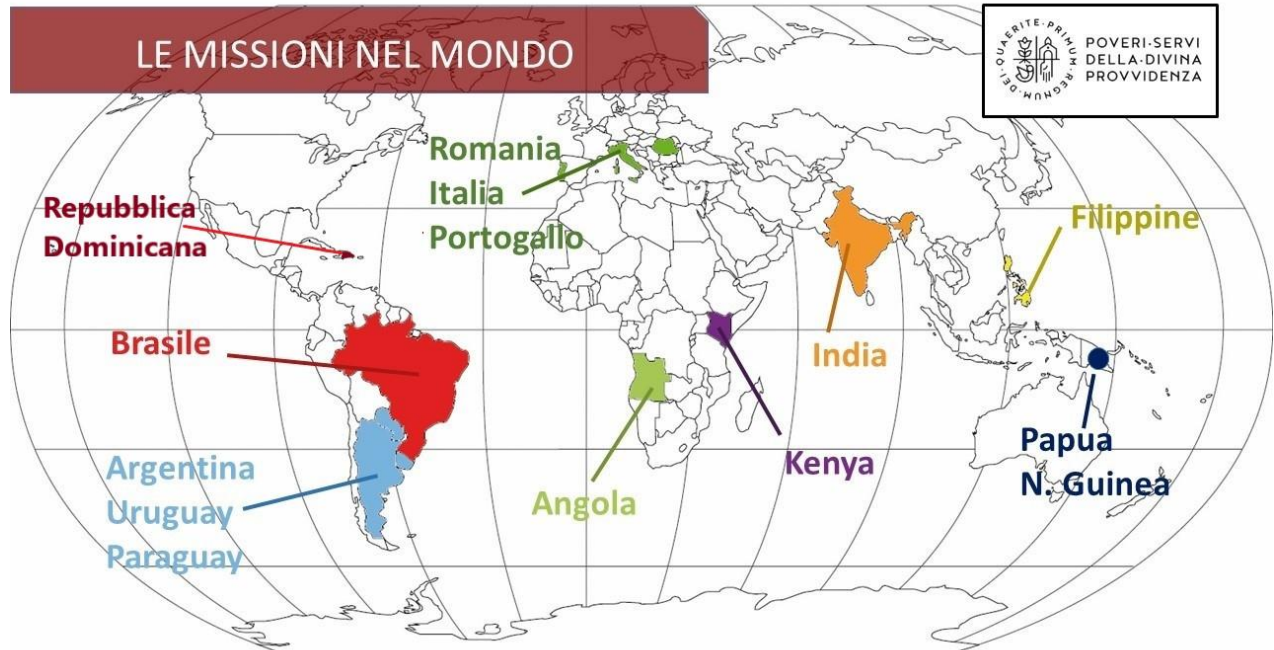 LE MISSIONI NEL MONDO
QUAERITE·PRIMUM·REGNUM·DEI·
POVERI·SERVI
DELLA·DIVINA
PROVVIDENZA
Romania
Italia
Portogallo
Repubblica
Dominicana
Filippine
Brasile
India
Argentina
Uruguay
Paraguay
Angola
Kenya
Papua
N. Guinea